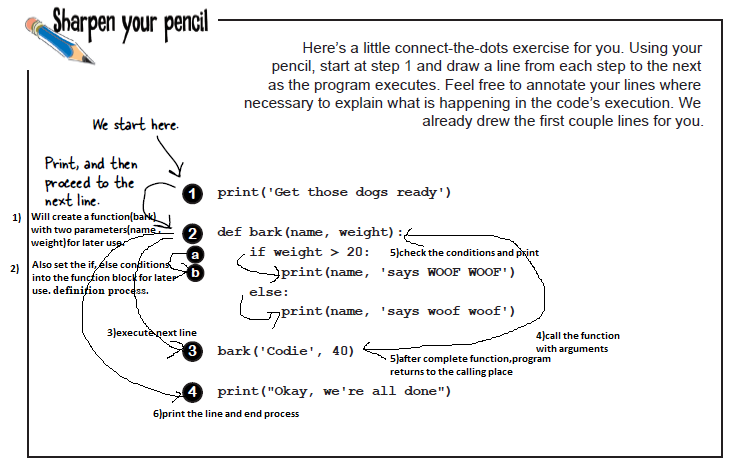 Sharpen your pencil
Here's a little connect-the-dots exercise for you. Using your
pencil, start at step 1 and draw a line from each step to the next
as the program executes. Feel free to annotate your lines where
necessary to explain what is happening in the code's execution. We
already drew the first couple lines for you.
We start here.
Print, and then
proceed to the
next line.
1 print('Get those dogs ready')
1) Will create a function(bark)
with two parameters(name ,
weight)for later use.
2 def bark(name, weight):
a if weight > 20:
5)check the conditions and print
2) Also set the if, else conditions
into the function block for later
use. definition process.
b print(name, 'says WOOF WOOF')
else:
print(name, 'says woof woof')
3)execute next line
4)call the function
with arguments
3 bark('Codie', 40)
5)after complete function,program
returns to the calling place
4 print("Okay, we're all done")
6)print the line and end process